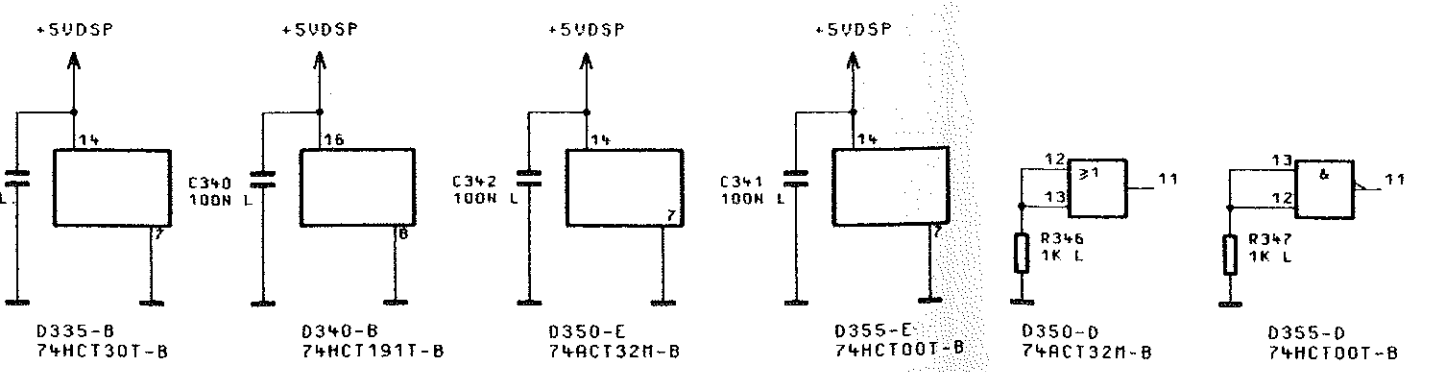 +5VDSP
+5VDSP
+5VDSP
+5VDSP
14
16
14
14
L
C340
100N L
C342
100N L
C341
100N L
7
8
7
7
12
13
≥1
11
R346
1K L
13
12
&
11
R347
1K L
D335-B
74HCT30T-B
D340-B
74HCT191T-B
D350-E
74ACT32M-B
D355-E
74HCT00T-B
D350-D
74ACT32M-B
D355-D
74HCT00T-B